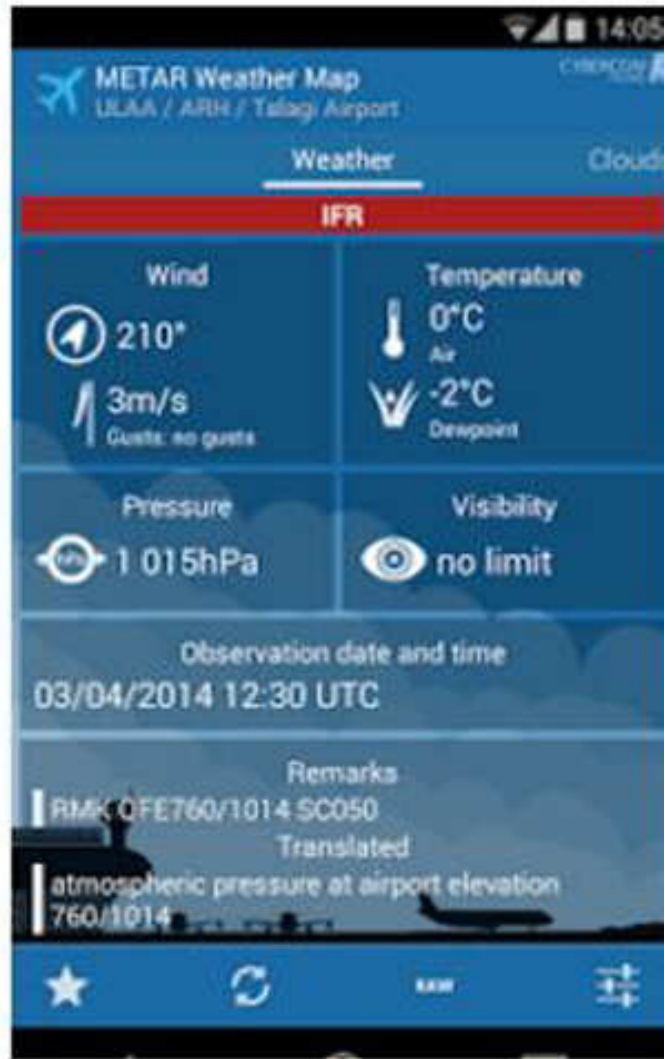 14:05
METAR Weather Map
ULAA / ARH / Talagi Airport
Weather
Clouds
IFR
Wind
210°
3m/s
Gusts: no gusts
Temperature
0°C
Air
-2°C
Dewpoint
Pressure
hPa
1 015hPa
Visibility
no limit
Observation date and time
03/04/2014 12:30 UTC
Remarks
RMK QFE760/1014 SC050
Translated
atmospheric pressure at airport elevation
760/1014
RAW